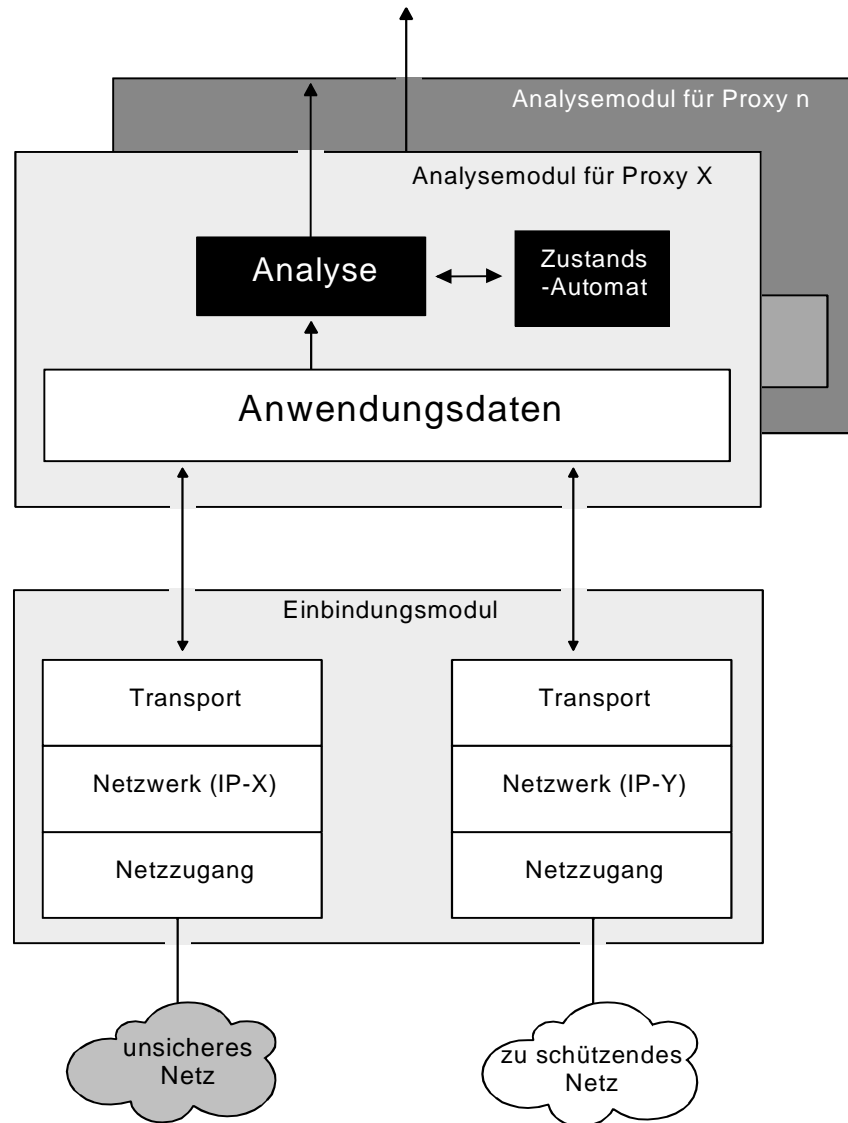 Analysemodul für Proxy n
Analysemodul für Proxy X
Analyse
Zustands
-Automat
Anwendungsdaten
Einbindungsmodul
Transport
Transport
Netzwerk (IP-X)
Netzwerk (IP-Y)
Netzzugang
Netzzugang
unsicheres
Netz
zu schützendes
Netz